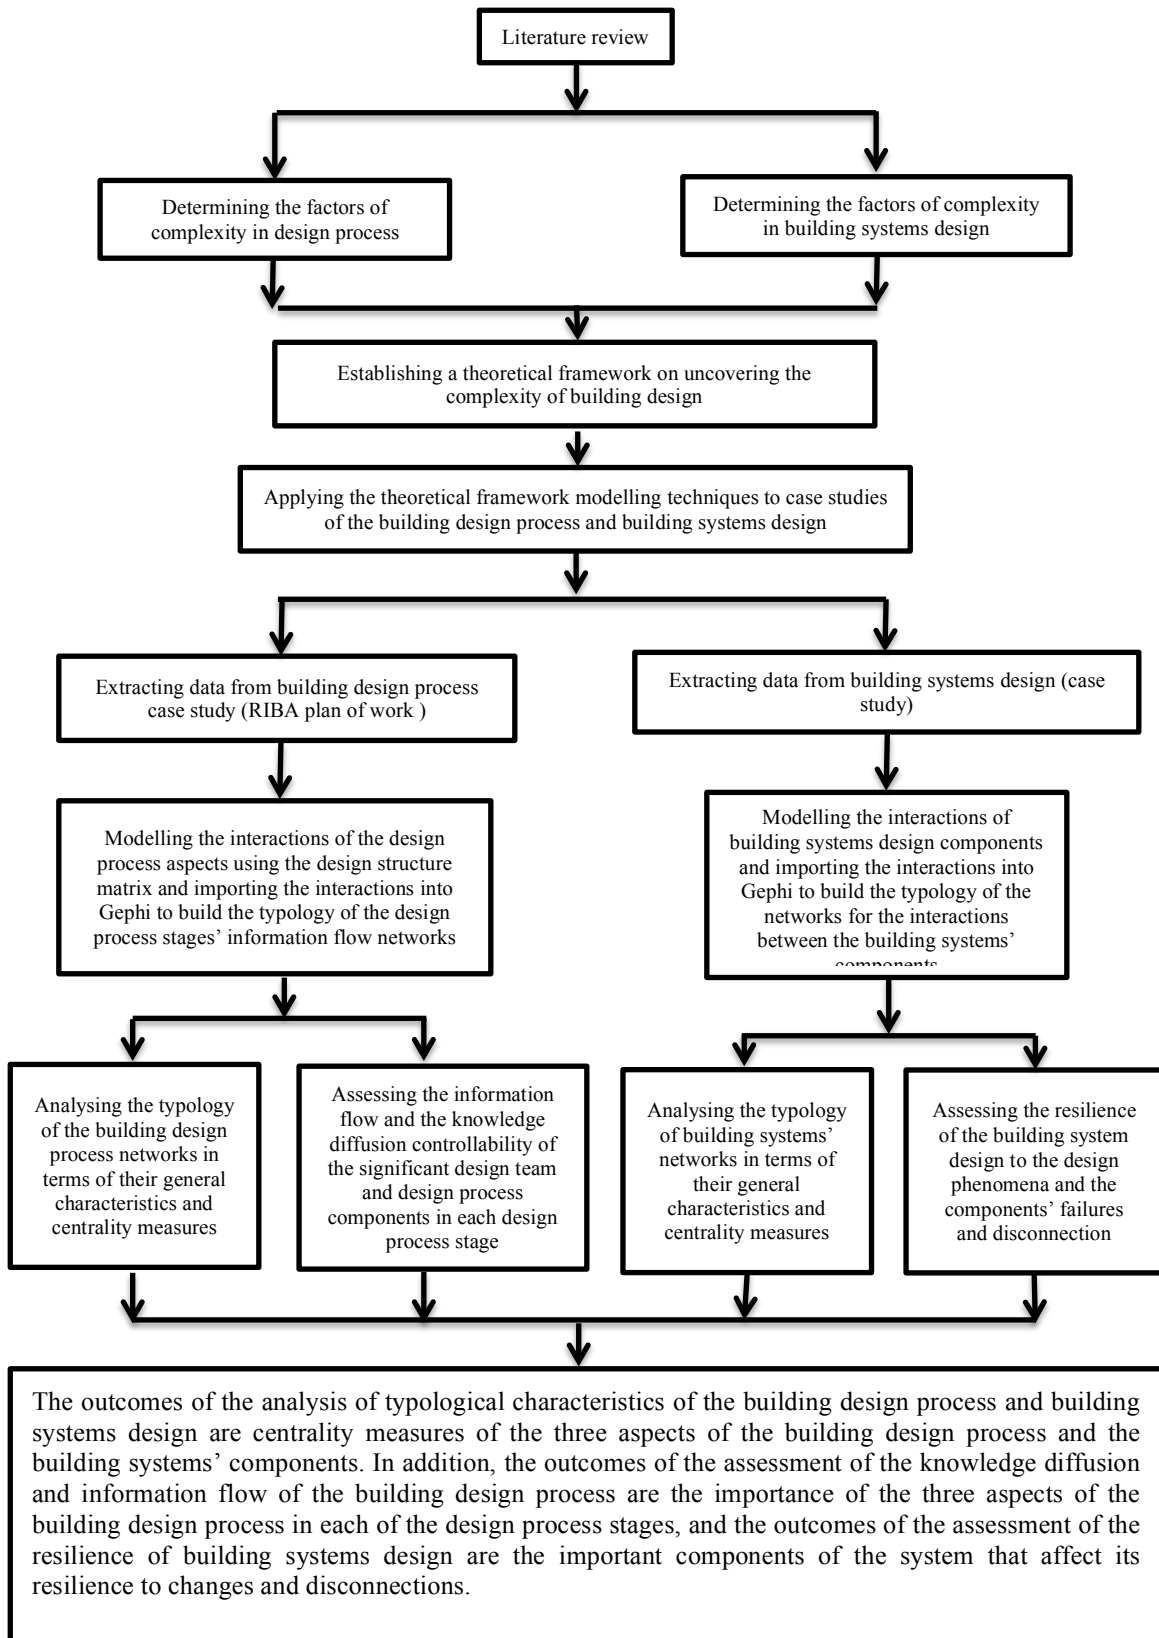 Literature review
Determining the factors of
complexity in design process
Determining the factors of complexity
in building systems design
Establishing a theoretical framework on uncovering the
complexity of building design
Applying the theoretical framework modelling techniques to case studies
of the building design process and building systems design
Extracting data from building design process
case study (RIBA plan of work )
Extracting data from building systems design (case
study)
Modelling the interactions of the design
process aspects using the design structure
matrix and importing the interactions into
Gephi to build the typology of the design
process stages’ information flow networks
Modelling the interactions of
building systems design components
and importing the interactions into
Gephi to build the typology of the
networks for the interactions
between the building systems’
components
Analysing the typology
of the building design
process networks in
terms of their general
characteristics and
centrality measures
Assessing the information
flow and the knowledge
diffusion controllability of
the significant design team
and design process
components in each design
process stage
Analysing the typology
of building systems’
networks in terms of
their general
characteristics and
centrality measures
Assessing the resilience
of the building system
design to the design
phenomena and the
components’ failures
and disconnection
The outcomes of the analysis of typological characteristics of the building design process and building
systems design are centrality measures of the three aspects of the building design process and the
building systems’ components. In addition, the outcomes of the assessment of the knowledge diffusion
and information flow of the building design process are the importance of the three aspects of the
building design process in each of the design process stages, and the outcomes of the assessment of the
resilience of building systems design are the important components of the system that affect its
resilience to changes and disconnections.